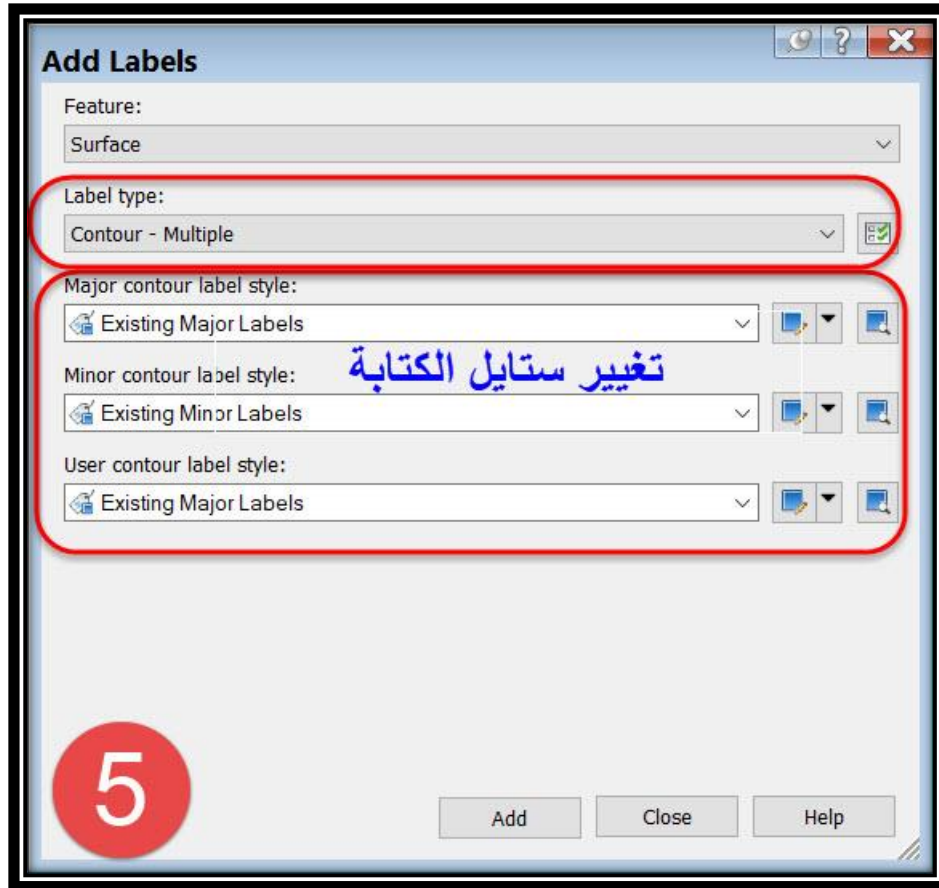 Add Labels
Feature:
Surface
Label type:
Contour - Multiple
Major contour label style:
Existing Major Labels
تغيير ستايل الكتابة
Minor contour label style:
Existing Minor Labels
User contour label style:
Existing Major Labels
5
Add Close Help